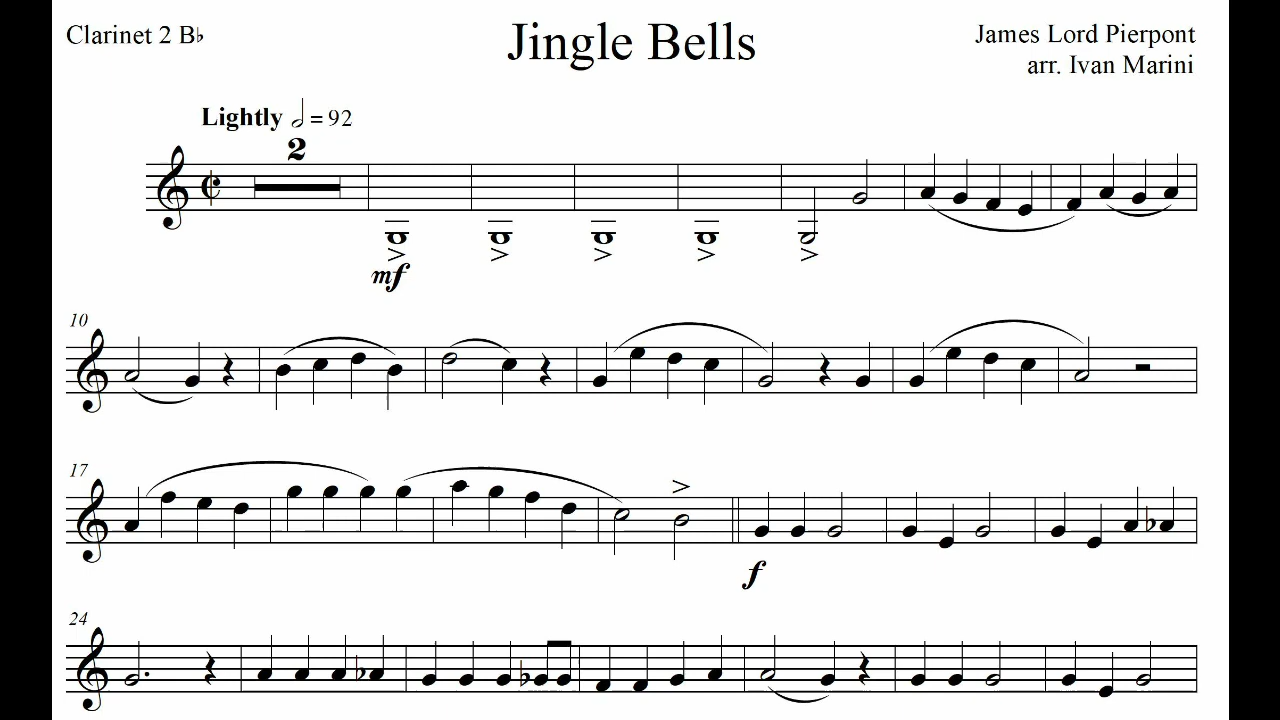 Clarinet 2 B♭
Jingle Bells
James Lord Pierpont
arr. Ivan Marini
Lightly 𝅗𝅥 = 92
2
mf
10
17
f
24